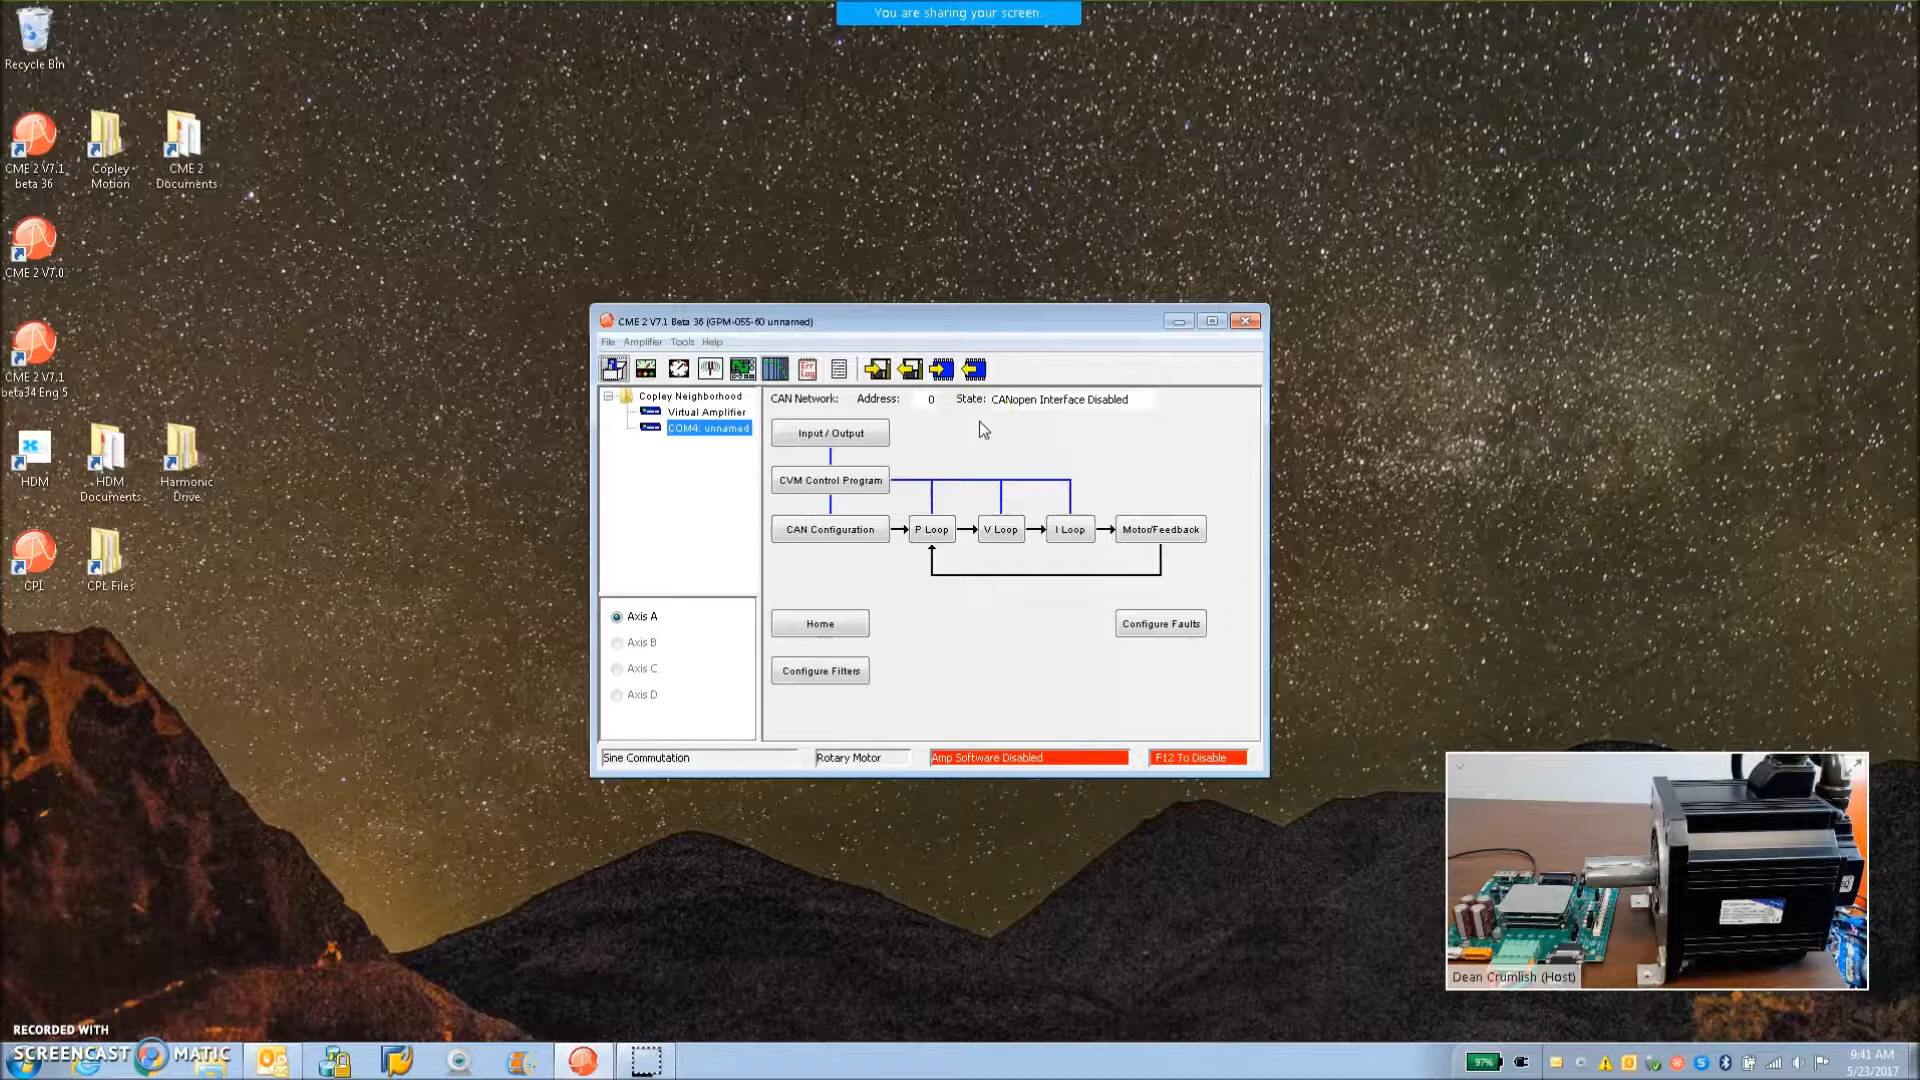 You are sharing your screen.
Recycle Bin
CME 2 V7.1
beta 36
Copley
Motion
CME 2
Documents
CME 2 V7.0
CME 2 V7.1
beta34 Eng 5
HDM
HDM
Documents
Harmonic
Drive
CPL
CPL Files
CME 2 V7.1 Beta 36 (GPM-055-60 unnamed)
File Amplifier Tools Help
Err
Log
Copley Neighborhood
Virtual Amplifier
COM4: unnamed
CAN Network: Address: 0 State: CANopen Interface Disabled
Input / Output
CVM Control Program
CAN Configuration
P Loop
V Loop
I Loop
Motor/Feedback
Home
Configure Faults
Configure Filters
Axis A
Axis B
Axis C
Axis D
Sine Commutation
Rotary Motor
Amp Software Disabled
F12 To Disable
Dean Crumlish (Host)
RECORDED WITH
SCREENCAST MATIC
97%
9:41 AM
5/23/2017